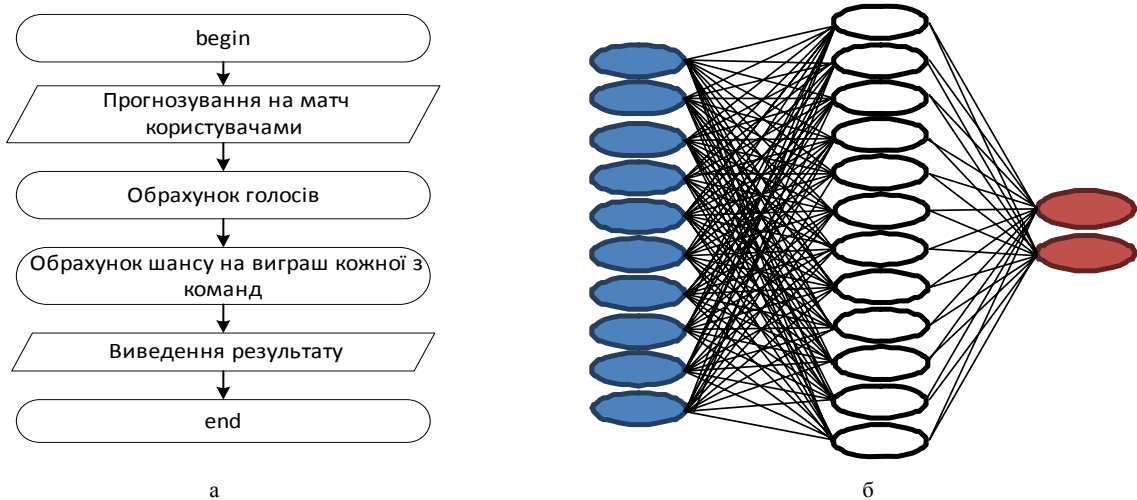 begin
Прогнозування на матч
користувачами
Обрахунок голосів
Обрахунок шансу на виграш кожної з
команд
Виведення результату
end
а
б